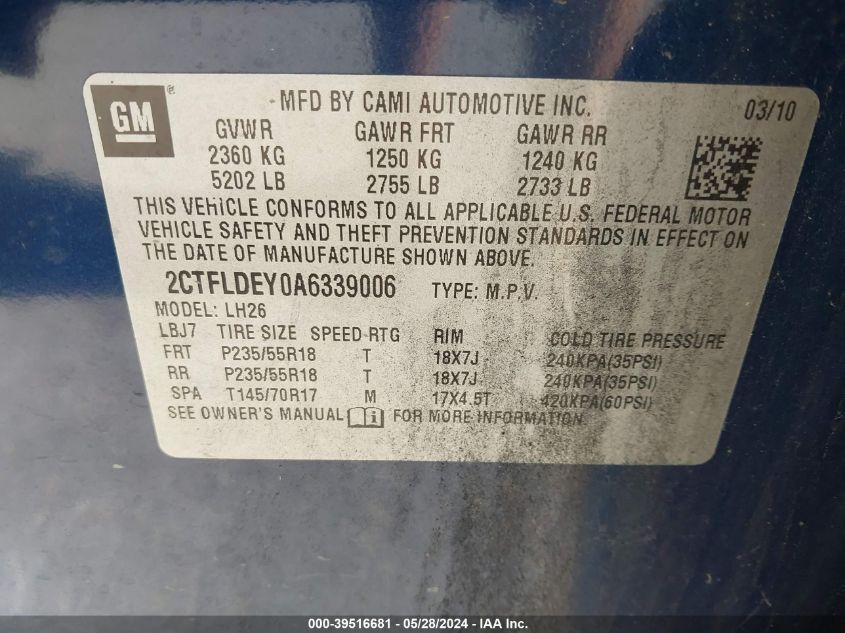 GM®
MFD BY CAMI AUTOMOTIVE INC. 03/10
GVWR GAWR FRT GAWR RR
2360 KG 1250 KG 1240 KG
5202 LB 2755 LB 2733 LB
THIS VEHICLE CONFORMS TO ALL APPLICABLE U.S. FEDERAL MOTOR
VEHICLE SAFETY AND THEFT PREVENTION STANDARDS IN EFFECT ON
THE DATE OF MANUFACTURE SHOWN ABOVE.
2CTFLDEY0A6339006 TYPE: M.P.V.
MODEL: LH26
LBJ7 TIRE SIZE SPEED RTG RIM COLD TIRE PRESSURE
FRT P235/55R18 T 18X7J 240KPA(35PSI)
RR P235/55R18 T 18X7J 240KPA(35PSI)
SPA T145/70R17 M 17X4.5T 420KPA(60PSI)
SEE OWNER'S MANUAL i FOR MORE INFORMATION
000-39516681 - 05/28/2024 - IAA Inc.